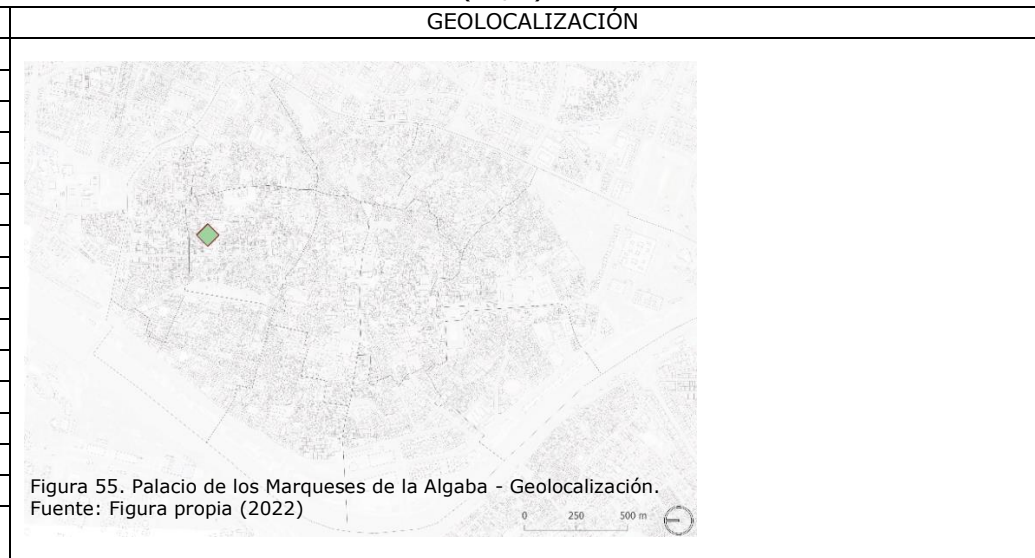 GEOLOCALIZACIÓN
Figura 55. Palacio de los Marqueses de la Algaba - Geolocalización.
Fuente: Figura propia (2022)
0 250 500 m